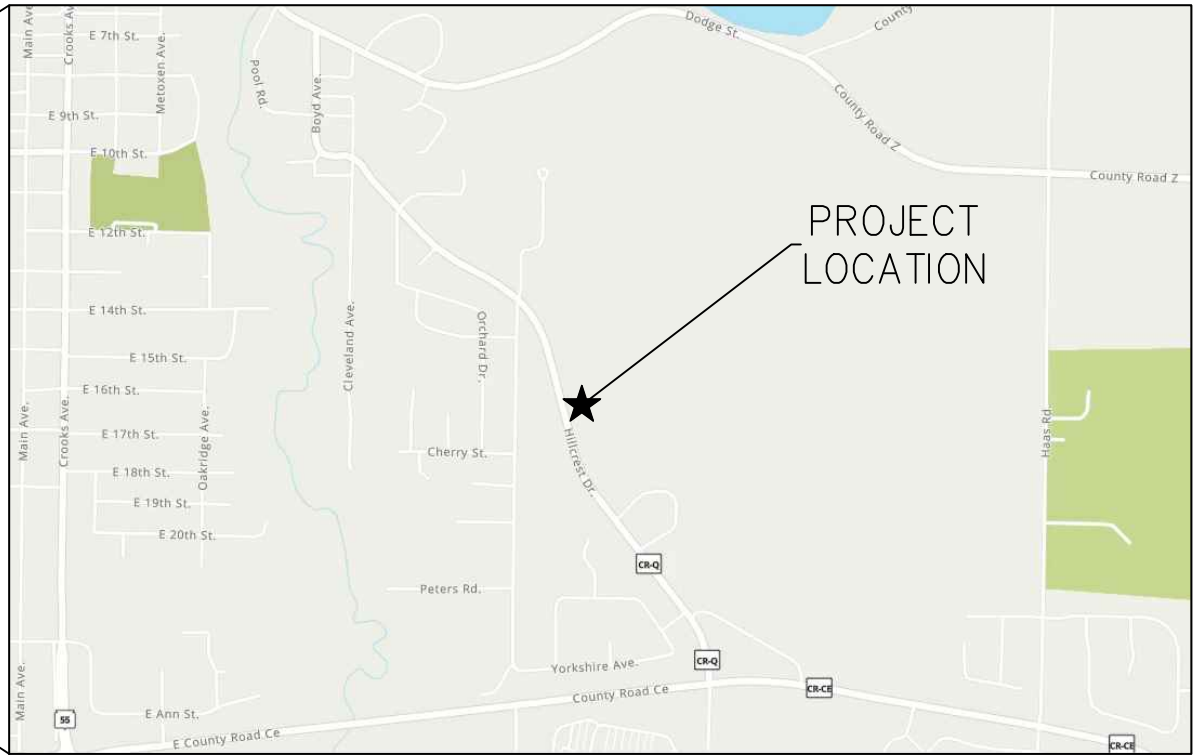 Main Ave.
Crooks Ave.
E 7th St.
Metoxen Ave.
Pool Rd.
Boyd Ave.
Dodge St.
County
E 9th St.
County Road Z
E 10th St.
County Road Z
PROJECT
LOCATION
E 12th St.
E 14th St.
Cleveland Ave.
Orchard Dr.
E 15th St.
E 16th St.
Main Ave.
Crooks Ave.
Oakridge Ave.
E 17th St.
Haas Rd.
Cherry St.
Hillcrest Dr.
E 18th St.
E 19th St.
E 20th St.
CR-Q
Peters Rd.
Main Ave.
Yorkshire Ave.
CR-Q
County Road Ce
CR-CE
55
E Ann St.
E County Road Ce
CR-CE